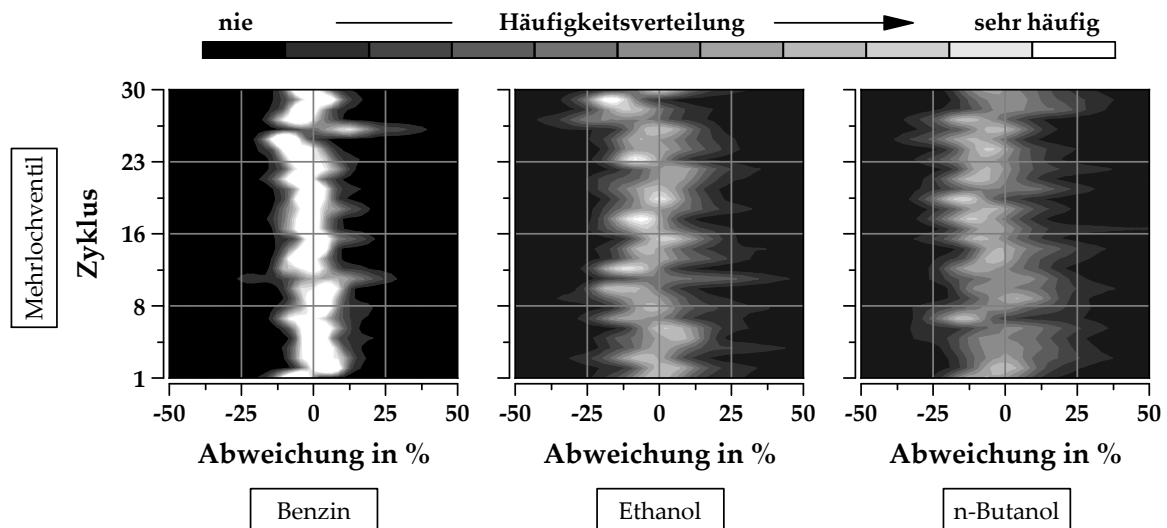 nie Häufigkeitsverteilung sehr häufig
Mehrlochventil
Zyklus
30
23
16
8
1
-50 -25 0 25 50 -50 -25 0 25 50 -50 -25 0 25 50
Abweichung in % Abweichung in % Abweichung in %
Benzin Ethanol n-Butanol